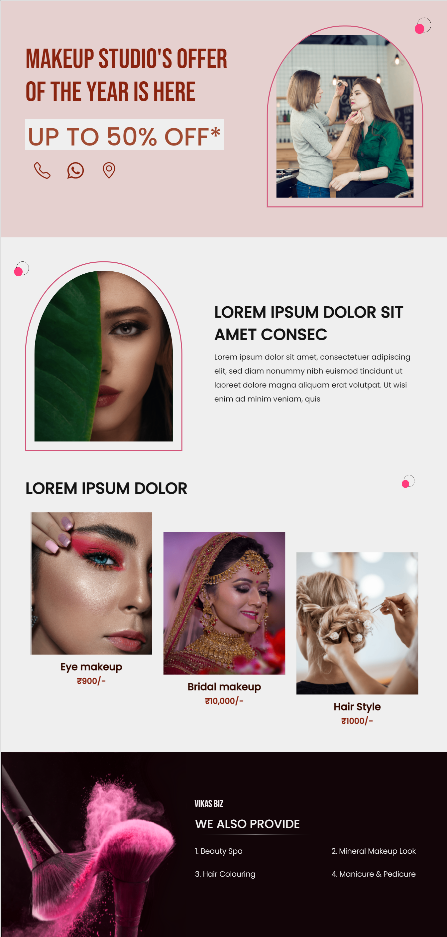 MAKEUP STUDIO'S OFFER
OF THE YEAR IS HERE
UP TO 50% OFF*
LOREM IPSUM DOLOR SIT
AMET CONSEC
Lorem ipsum dolor sit amet, consectetuer adipiscing
elit, sed diam nonummy nibh euismod tincidunt ut
laoreet dolore magna aliquam erat volutpat. Ut wisi
enim ad minim veniam, quis
LOREM IPSUM DOLOR
Eye makeup
₹900/-
Bridal makeup
₹10,000/-
Hair Style
₹1000/-
VIKAS BIZ
WE ALSO PROVIDE
1. Beauty Spa
2. Mineral Makeup Look
3. Hair Colouring
4. Manicure & Pedicure